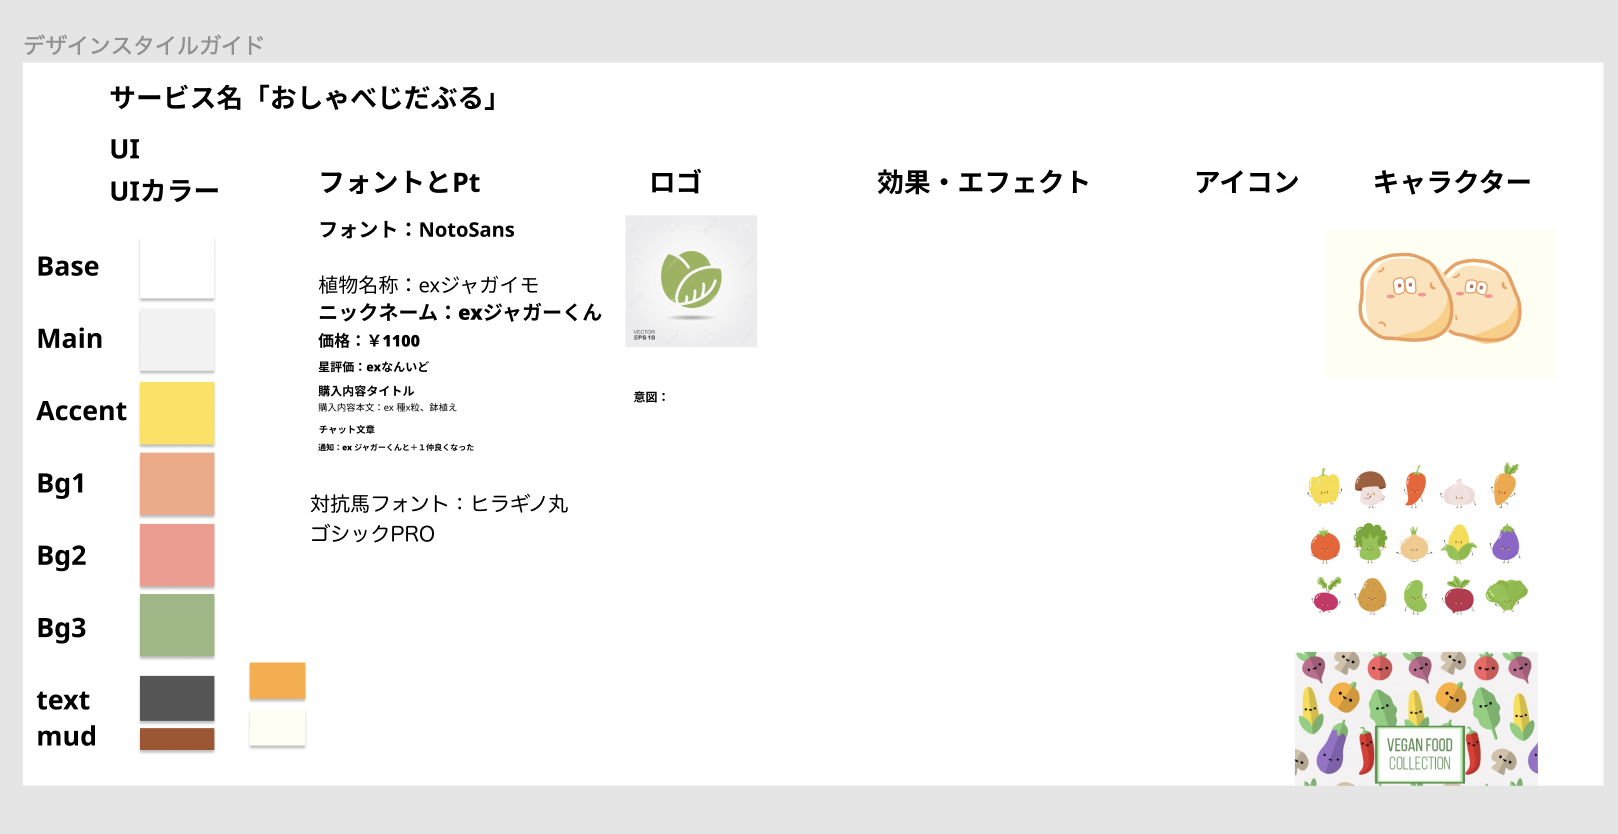 デザインスタイルガイド
サービス名「おしゃべじだぶる」
UI
UIカラー
フォントとPt
ロゴ
効果・エフェクト
アイコン
キャラクター
Base
Main
Accent
Bg1
Bg2
Bg3
text
mud
フォント：NotoSans
植物名称：exジャガイモ
ニックネーム：exジャガーくん
価格：￥1100
星評価：exなんいど
購入内容タイトル
購入内容本文：ex 種x粒、鉢植え
チャット文章
通知：ex ジャガーくんと＋１仲良くなった
対抗馬フォント：ヒラギノ丸
ゴシックPRO
VECTOR
EPS 10
意図：
VEGAN FOOD
COLLECTION